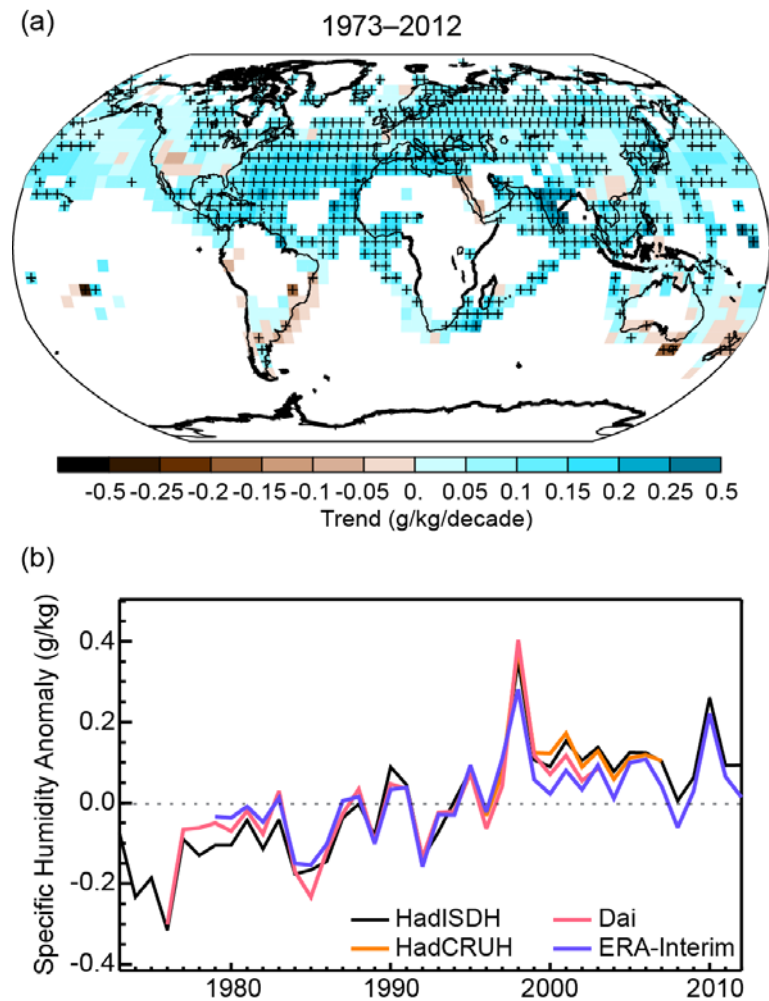 (a)
1973–2012
-0.5 -0.25 -0.2 -0.15 -0.1 -0.05 0. 0.05 0.1 0.15 0.2 0.25 0.5
Trend (g/kg/decade)
(b)
Specific Humidity Anomaly (g/kg)
0.4
0.2
0.0
-0.2
-0.4
HadISDH
Dai
HadCRUH
ERA-Interim
1980 1990 2000 2010